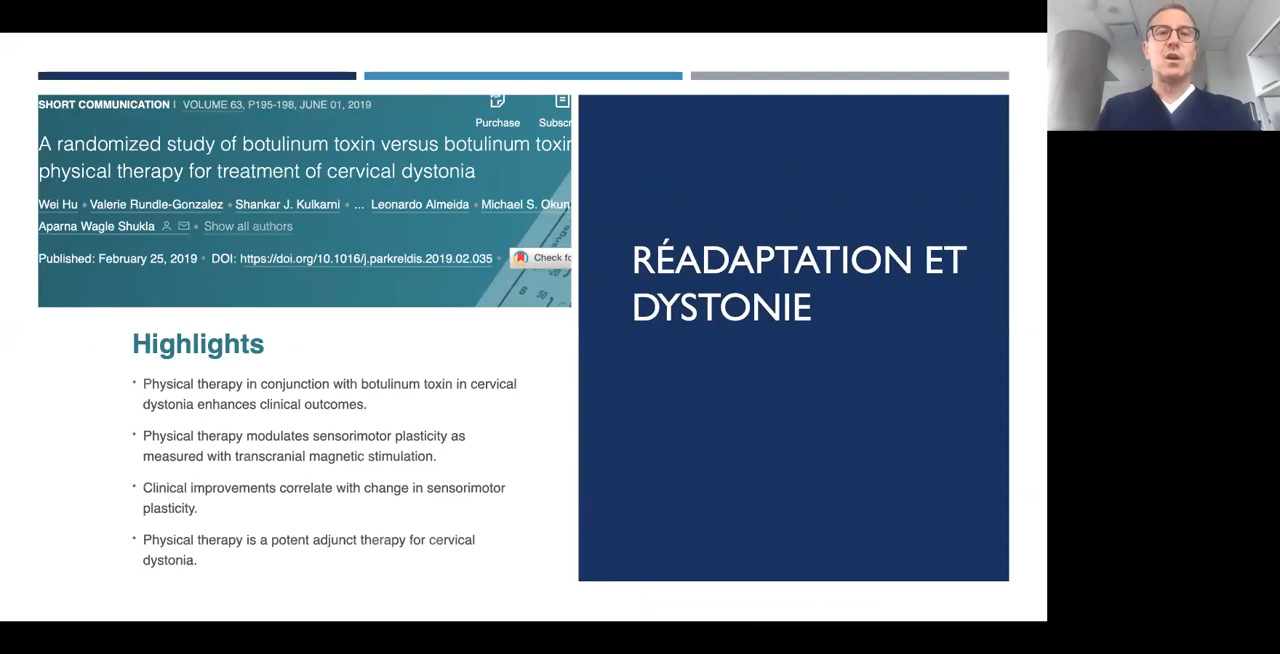 SHORT COMMUNICATION | VOLUME 63, P195-198, JUNE 01, 2019
Purchase
A randomized study of botulinum toxin versus botulinum toxin
physical therapy for treatment of cervical dystonia
Wei Hu • Valerie Rundle-Gonzalez • Shankar J. Kulkarni • ... Leonardo Almeida • Michael S. Okun
Aparna Wagle Shukla • Show all authors
Published: February 25, 2019 • DOI: https://doi.org/10.1016/j.parkreldis.2019.02.035 • Check
Highlights
• Physical therapy in conjunction with botulinum toxin in cervical
dystonia enhances clinical outcomes.
• Physical therapy modulates sensorimotor plasticity as
measured with transcranial magnetic stimulation.
• Clinical improvements correlate with change in sensorimotor
plasticity.
• Physical therapy is a potent adjunct therapy for cervical
dystonia.
RÉADAPTATION ET
DYSTONIE